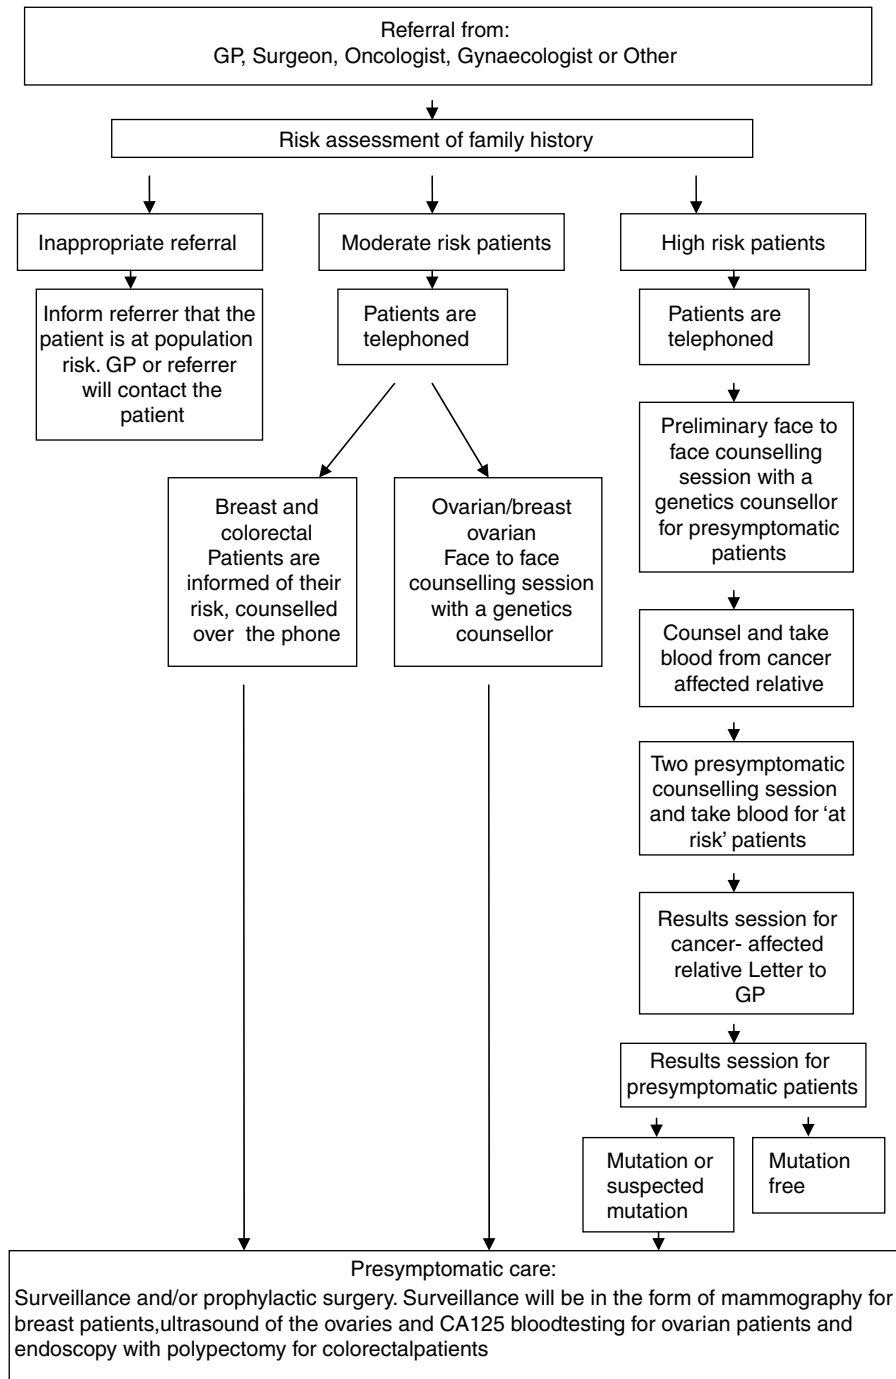 Referral from:
GP, Surgeon, Oncologist, Gynaecologist or Other
Risk assessment of family history
Inappropriate referral
Moderate risk patients
High risk patients
Inform referrer that the
patient is at population
risk. GP or referrer
will contact the
patient
Patients are
telephoned
Patients are
telephoned
Preliminary face to
face counselling
session with a
genetics counsellor
for presymptomatic
patients
Breast and
colorectal
Patients are
informed of their
risk, counselled
over the phone
Ovarian/breast
ovarian
Face to face
counselling session
with a genetics
counsellor
Counsel and take
blood from cancer
affected relative
Two presymptomatic
counselling session
and take blood for ‘at
risk’ patients
Results session for
cancer- affected
relative Letter to
GP
Results session for
presymptomatic patients
Mutation or
suspected
mutation
Mutation
free
Presymptomatic care:
Surveillance and/or prophylactic surgery. Surveillance will be in the form of mammography for
breast patients,ultrasound of the ovaries and CA125 bloodtesting for ovarian patients and
endoscopy with polypectomy for colorectalpatients